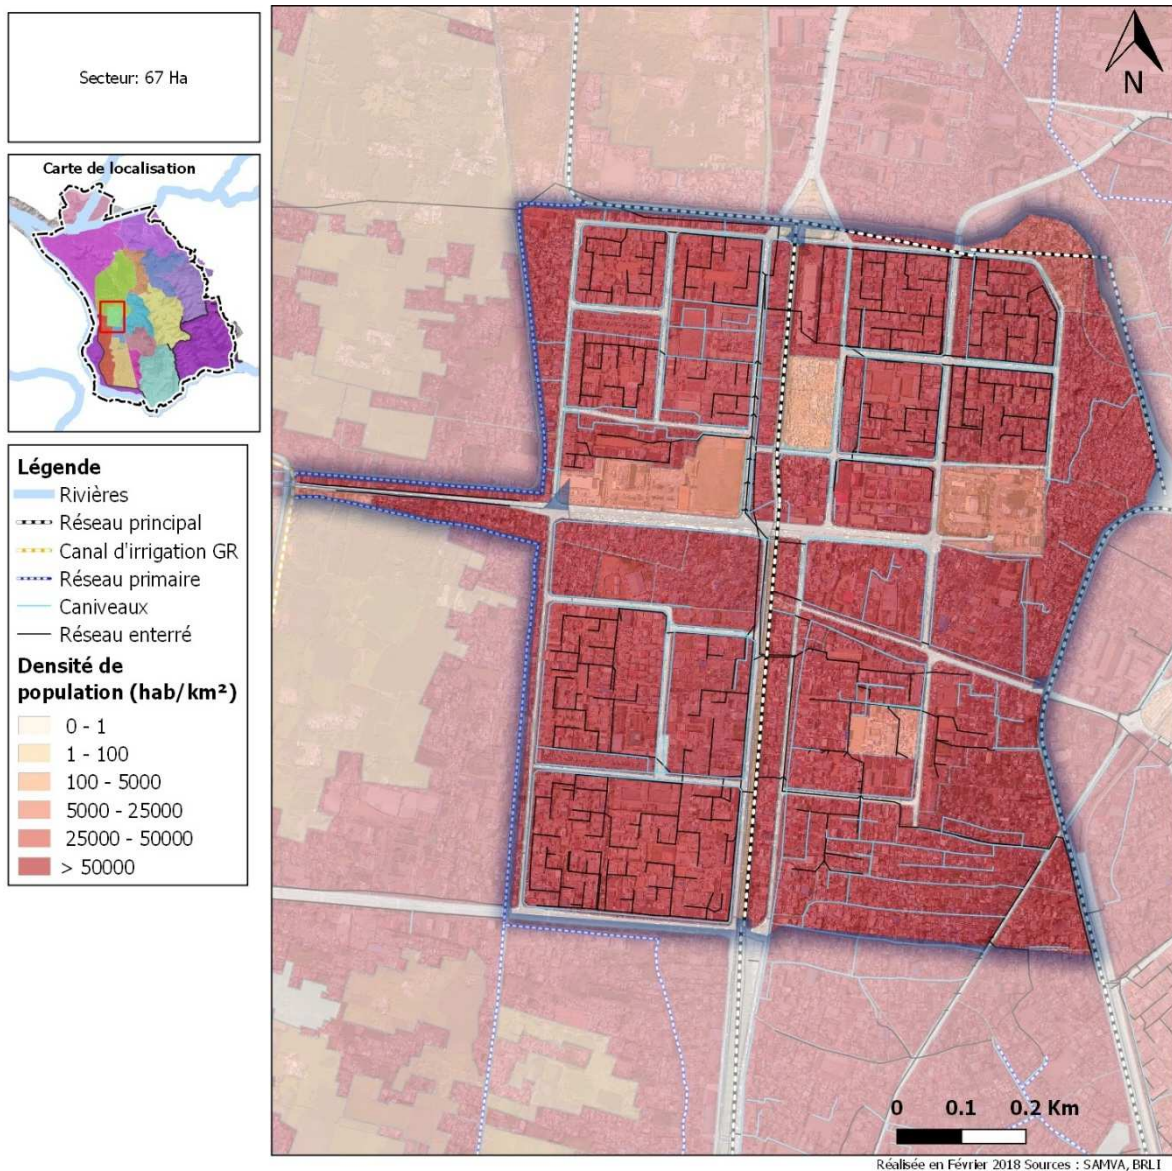 Secteur: 67 Ha
Carte de localisation
Légende
Rivières
Réseau principal
Canal d'irrigation GR
Réseau primaire
Caniveaux
Réseau enterré
Densité de
population (hab/km²)
0 - 1
1 - 100
100 - 5000
5000 - 25000
25000 - 50000
> 50000
N
0 0.1 0.2 Km
Réalisée en Février 2018 Sources : SAMVA, BRLI